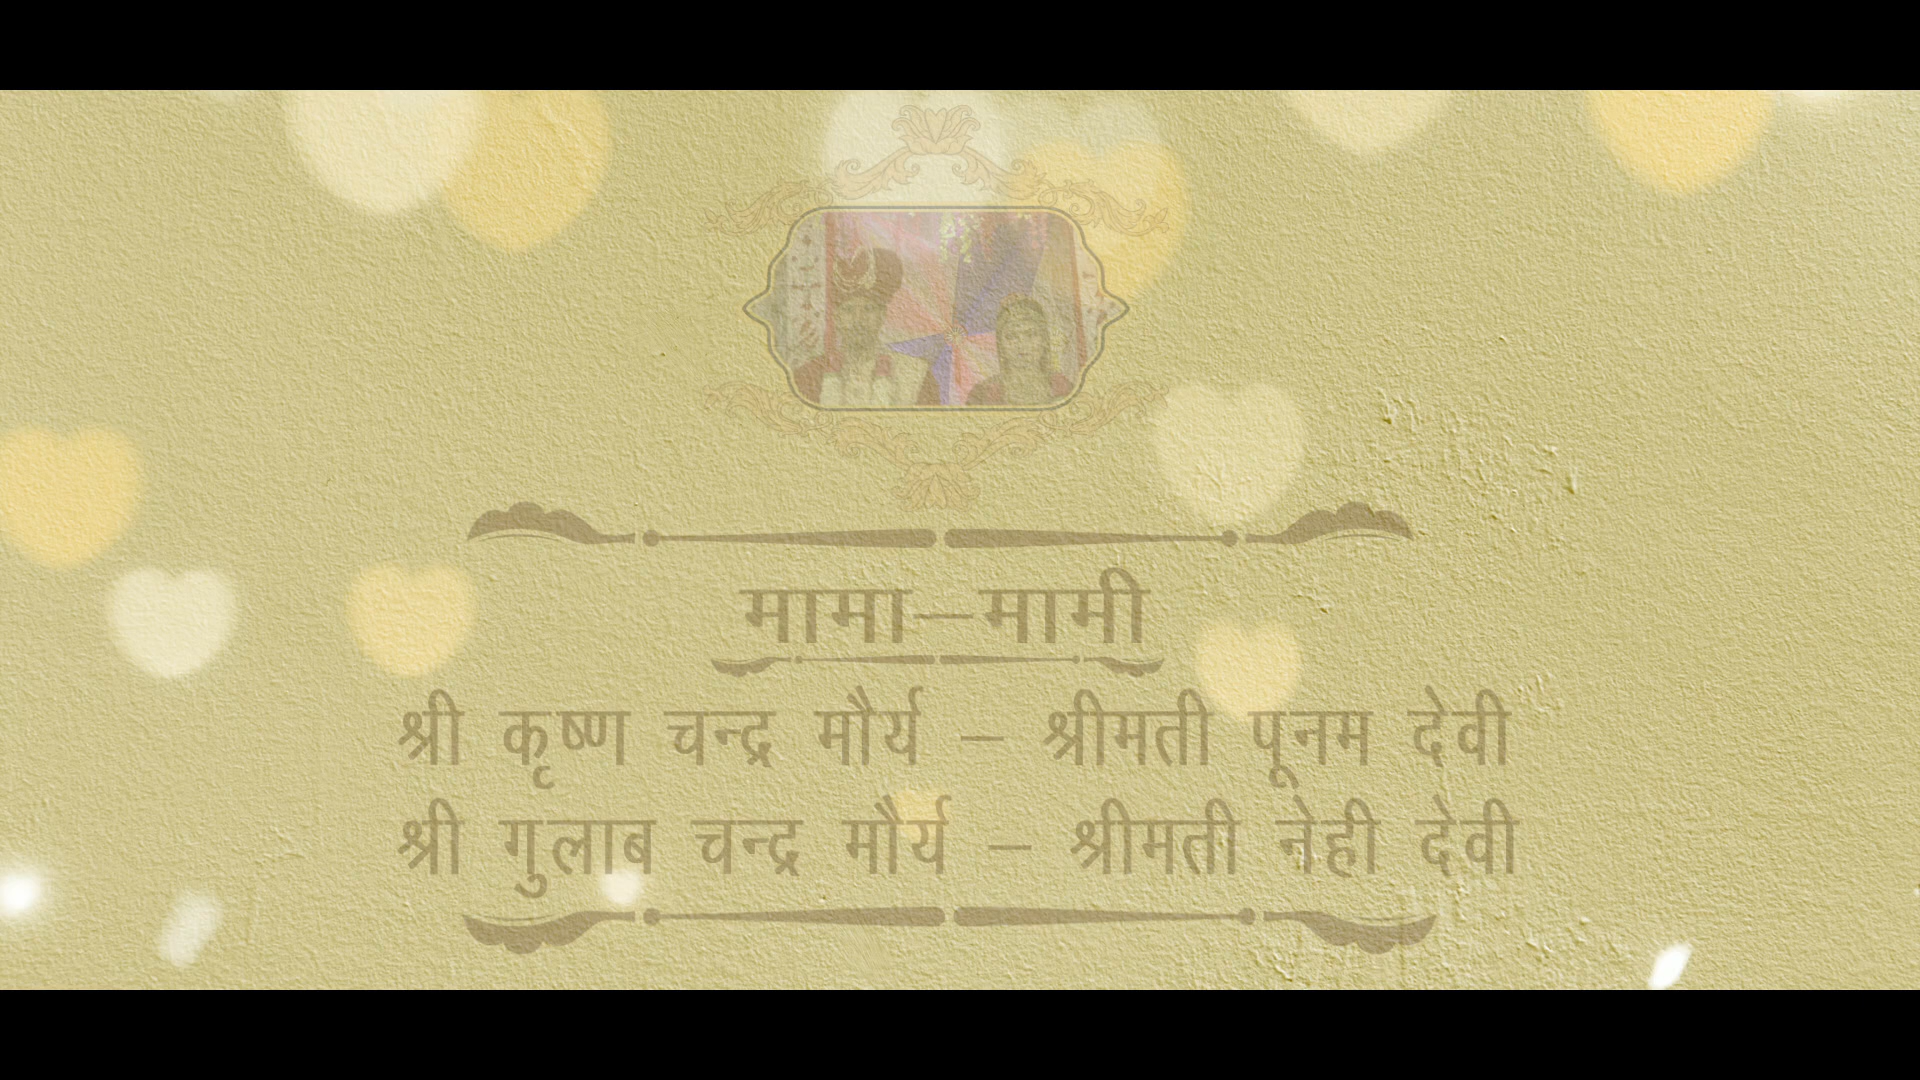 मामा–मामी
श्री कृष्ण चन्द्र मौर्य – श्रीमती पूनम देवी
श्री गुलाब चन्द्र मौर्य – श्रीमती नेही देवी